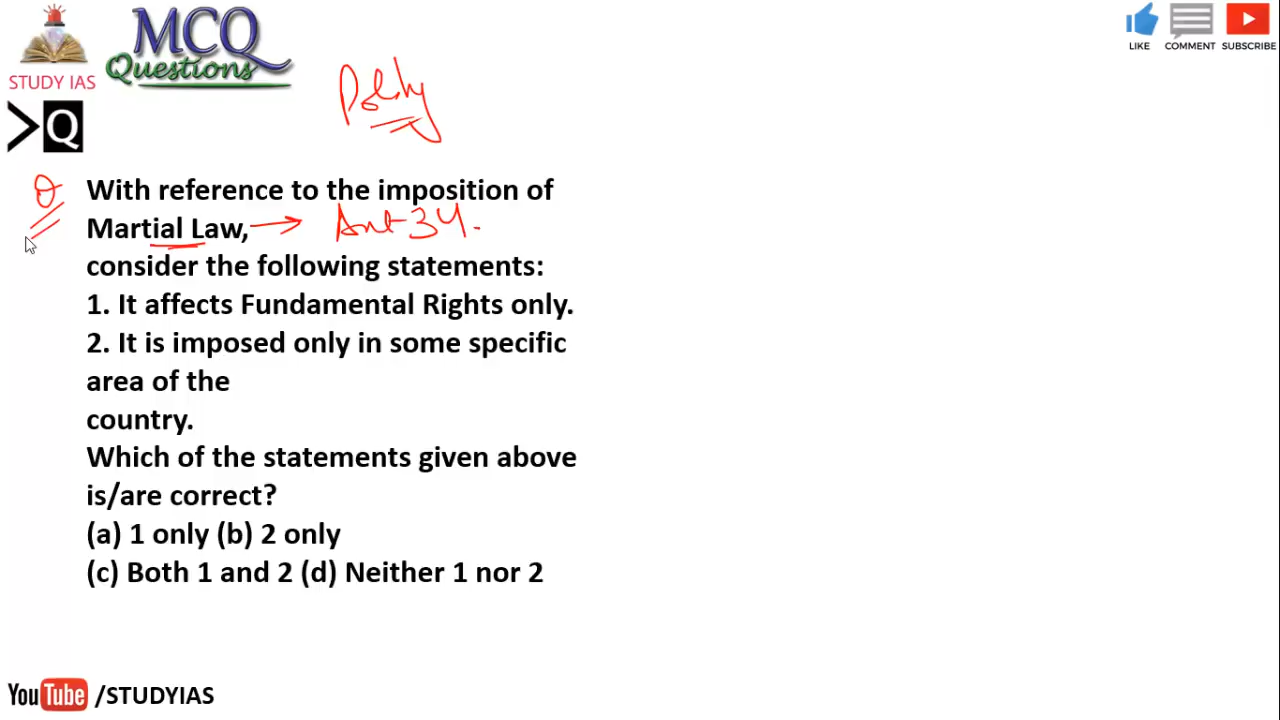 STUDY IAS
MCQ
Questions
LIKE
COMMENT
SUBSCRIBE
>Q
Polity
Q
With reference to the imposition of
Martial Law, → Art 34.
consider the following statements:
1. It affects Fundamental Rights only.
2. It is imposed only in some specific
area of the
country.
Which of the statements given above
is/are correct?
(a) 1 only (b) 2 only
(c) Both 1 and 2 (d) Neither 1 nor 2
YouTube /STUDYIAS